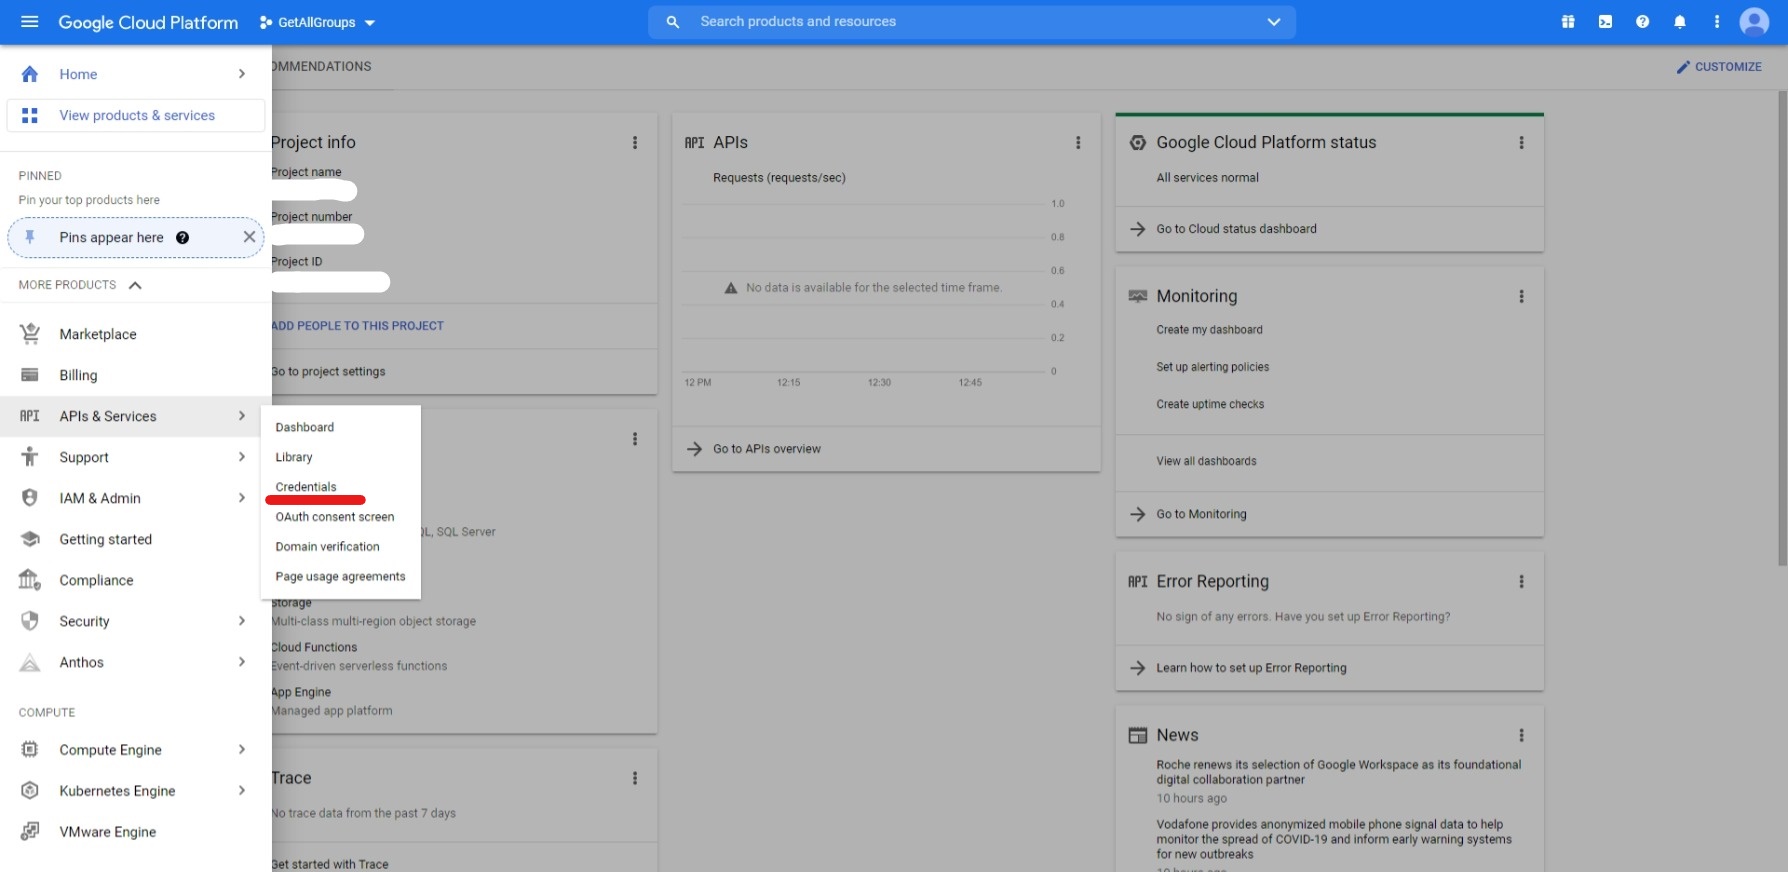 Google Cloud Platform
GetAllGroups
Search products and resources
Home
View products & services
PINNED
Pin your top products here
Pins appear here
MORE PRODUCTS
Marketplace
Billing
API
APIs & Services
Support
IAM & Admin
Getting started
Compliance
Security
Anthos
COMPUTE
Compute Engine
Kubernetes Engine
VMware Engine
Dashboard
Library
Credentials
OAuth consent screen
Domain verification
Page usage agreements
OMMENDATIONS
CUSTOMIZE
Project info
Project name
Project number
Project ID
ADD PEOPLE TO THIS PROJECT
Go to project settings
QL, SQL Server
Storage
Multi-class multi-region object storage
Cloud Functions
Event-driven serverless functions
App Engine
Managed app platform
Trace
No trace data from the past 7 days
Get started with Trace
API APIs
Requests (requests/sec)
1.0
0.8
0.6
No data is available for the selected time frame.
0.4
0.2
0
12 PM 12:15 12:30 12:45
Go to APIs overview
Google Cloud Platform status
All services normal
Go to Cloud status dashboard
Monitoring
Create my dashboard
Set up alerting policies
Create uptime checks
View all dashboards
Go to Monitoring
API Error Reporting
No sign of any errors. Have you set up Error Reporting?
Learn how to set up Error Reporting
News
Roche renews its selection of Google Workspace as its foundational
digital collaboration partner
10 hours ago
Vodafone provides anonymized mobile phone signal data to help
monitor the spread of COVID-19 and inform early warning systems
for new outbreaks
10 hours ago